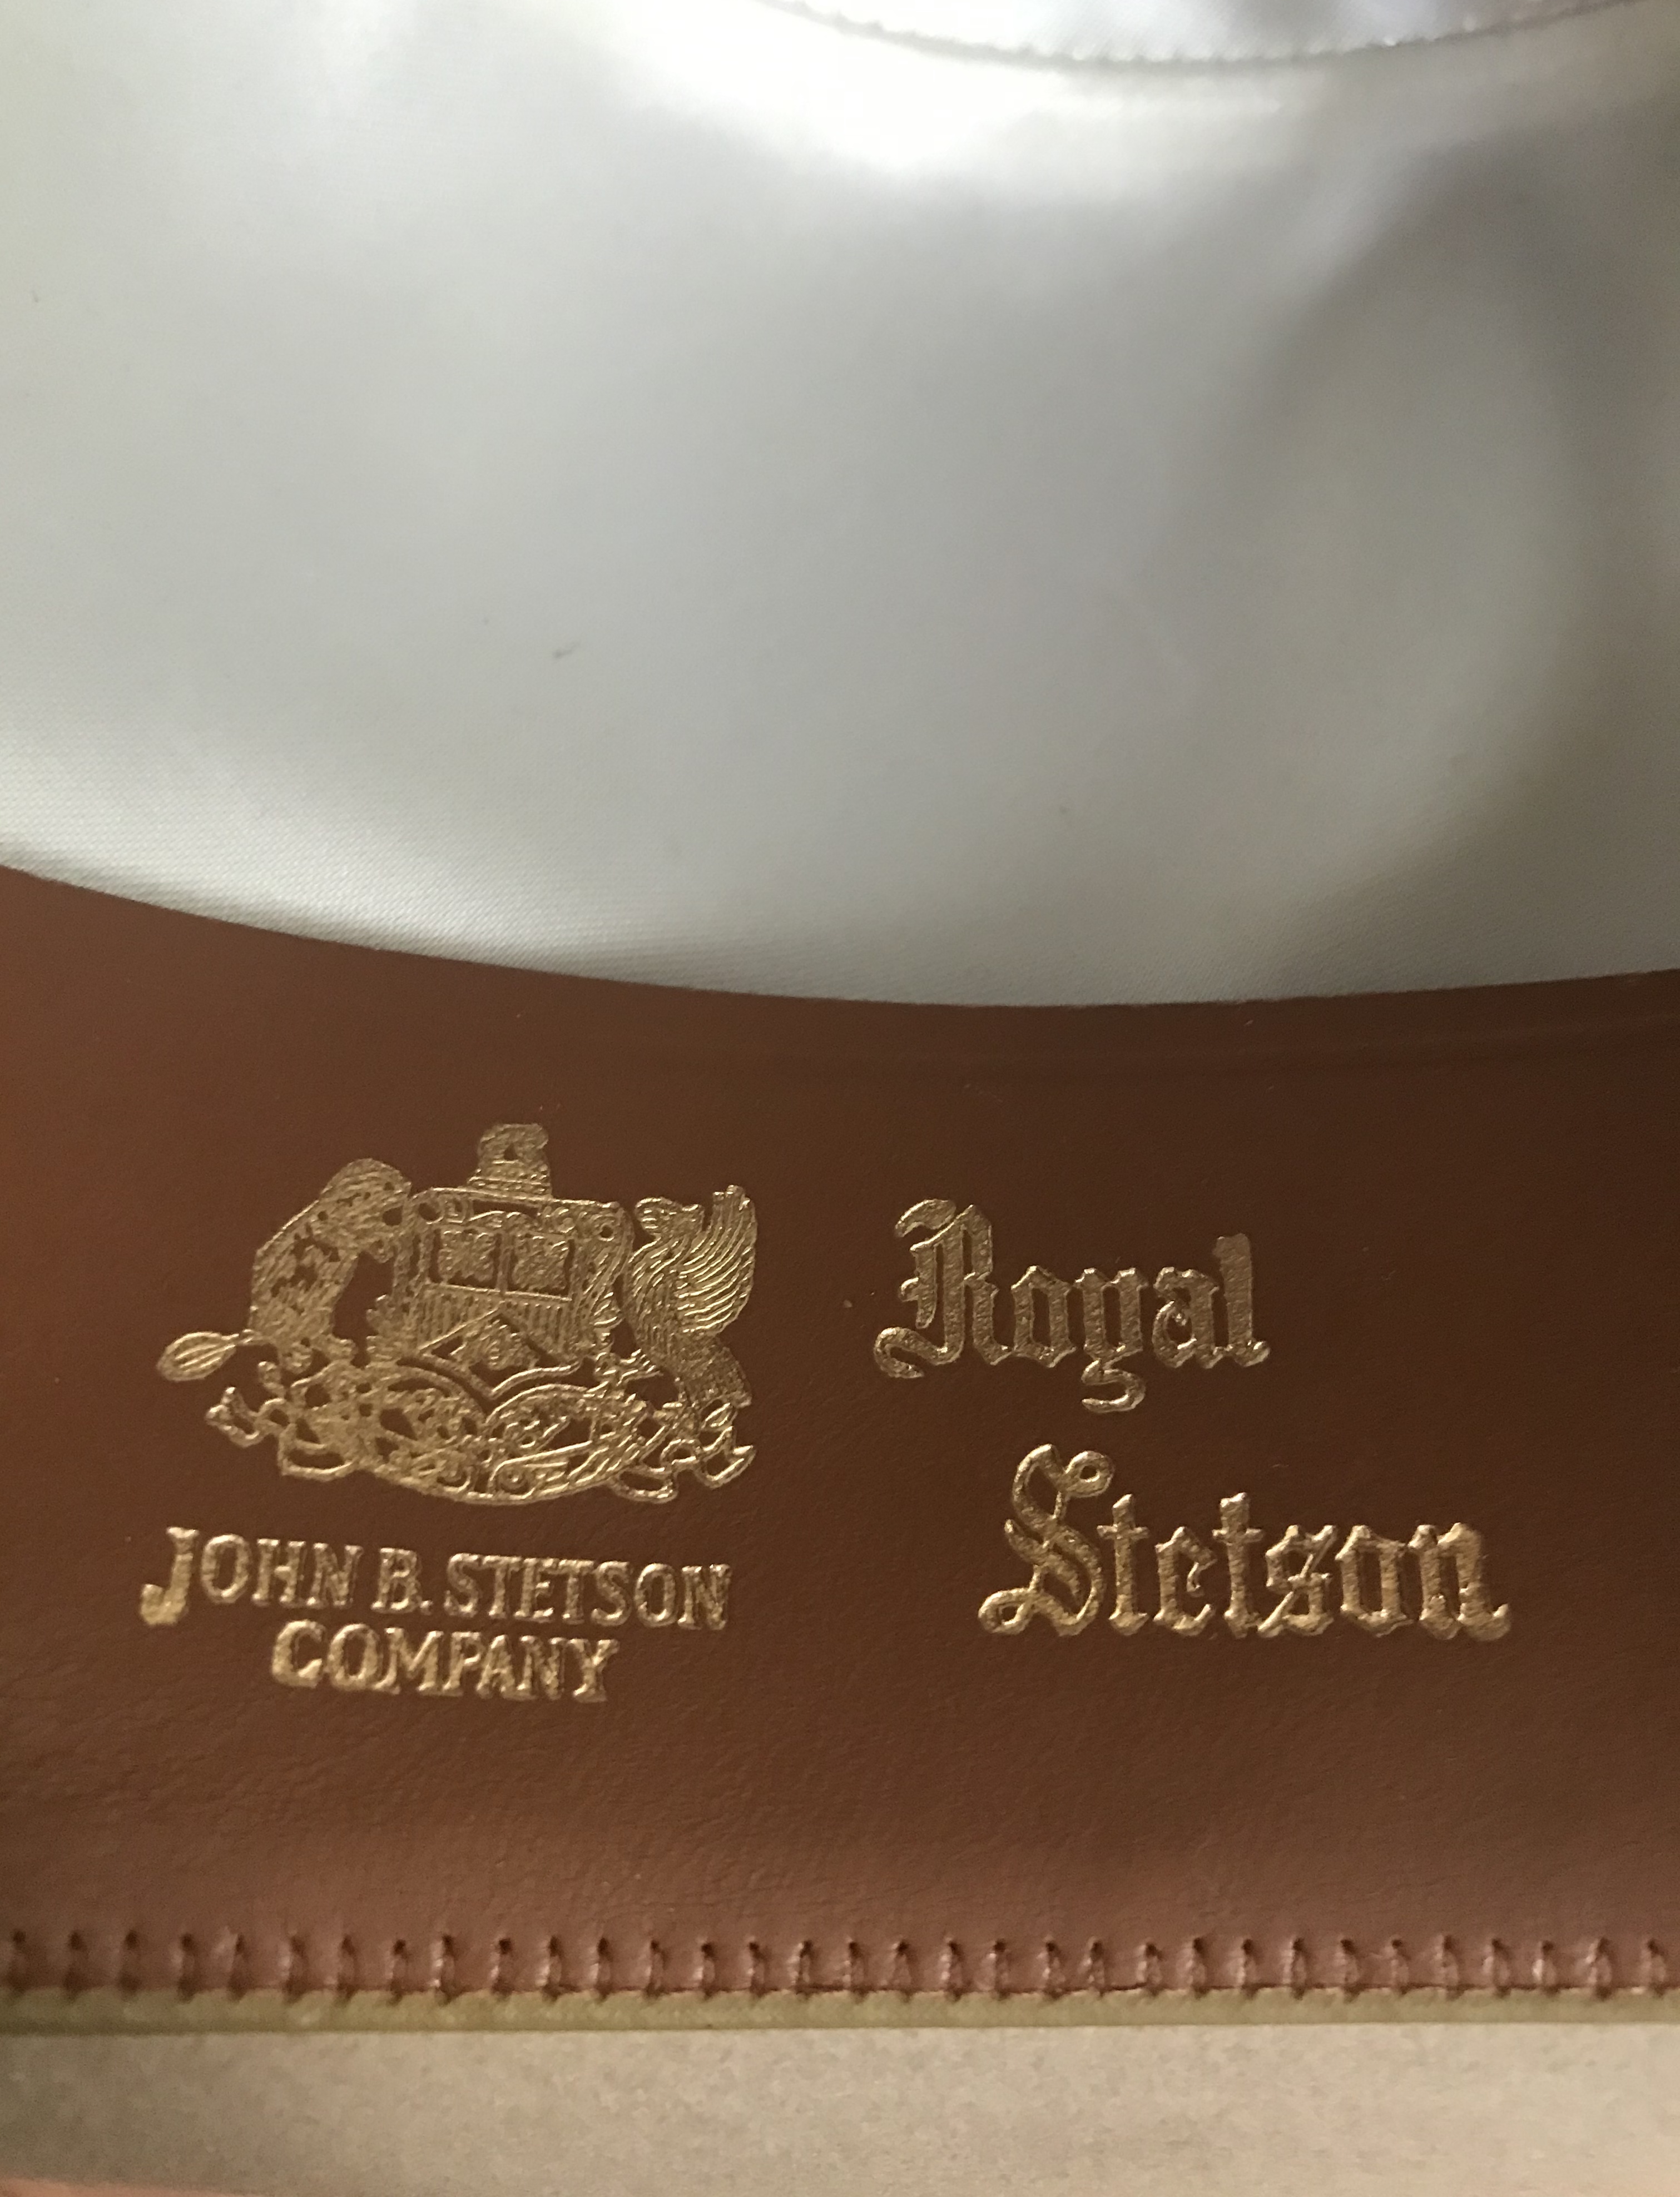 Royal
Stetson
JOHN B. STETSON
COMPANY